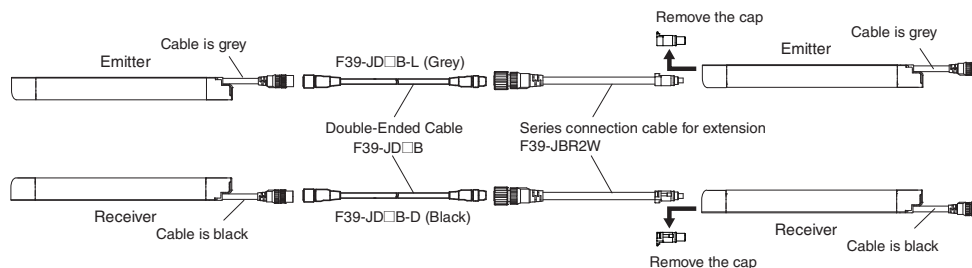 Remove the cap
Cable is grey
Emitter
F39-JD□B-L (Grey)
Emitter
Cable is grey
Double-Ended Cable
F39-JD□B
Series connection cable for extension
F39-JBR2W
Receiver
Cable is black
F39-JD□B-D (Black)
Receiver
Cable is black
Remove the cap